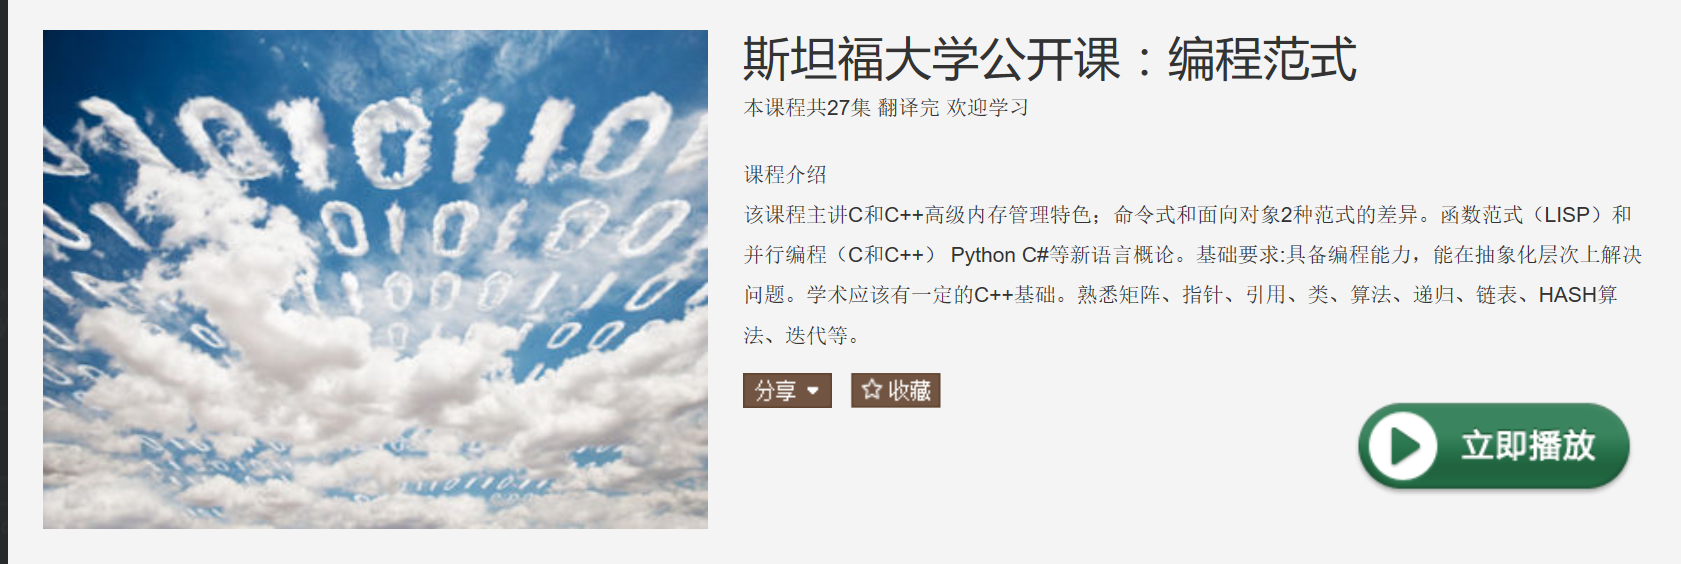 斯坦福大学公开课：编程范式
本课程共27集 翻译完 欢迎学习
课程介绍
该课程主讲C和C++高级内存管理特色；命令式和面向对象2种范式的差异。函数范式（LISP）和
并行编程（C和C++） Python C#等新语言概论。基础要求:具备编程能力，能在抽象化层次上解决
问题。学术应该有一定的C++基础。熟悉矩阵、指针、引用、类、算法、递归、链表、HASH算
法、迭代等。
分享
收藏
立即播放